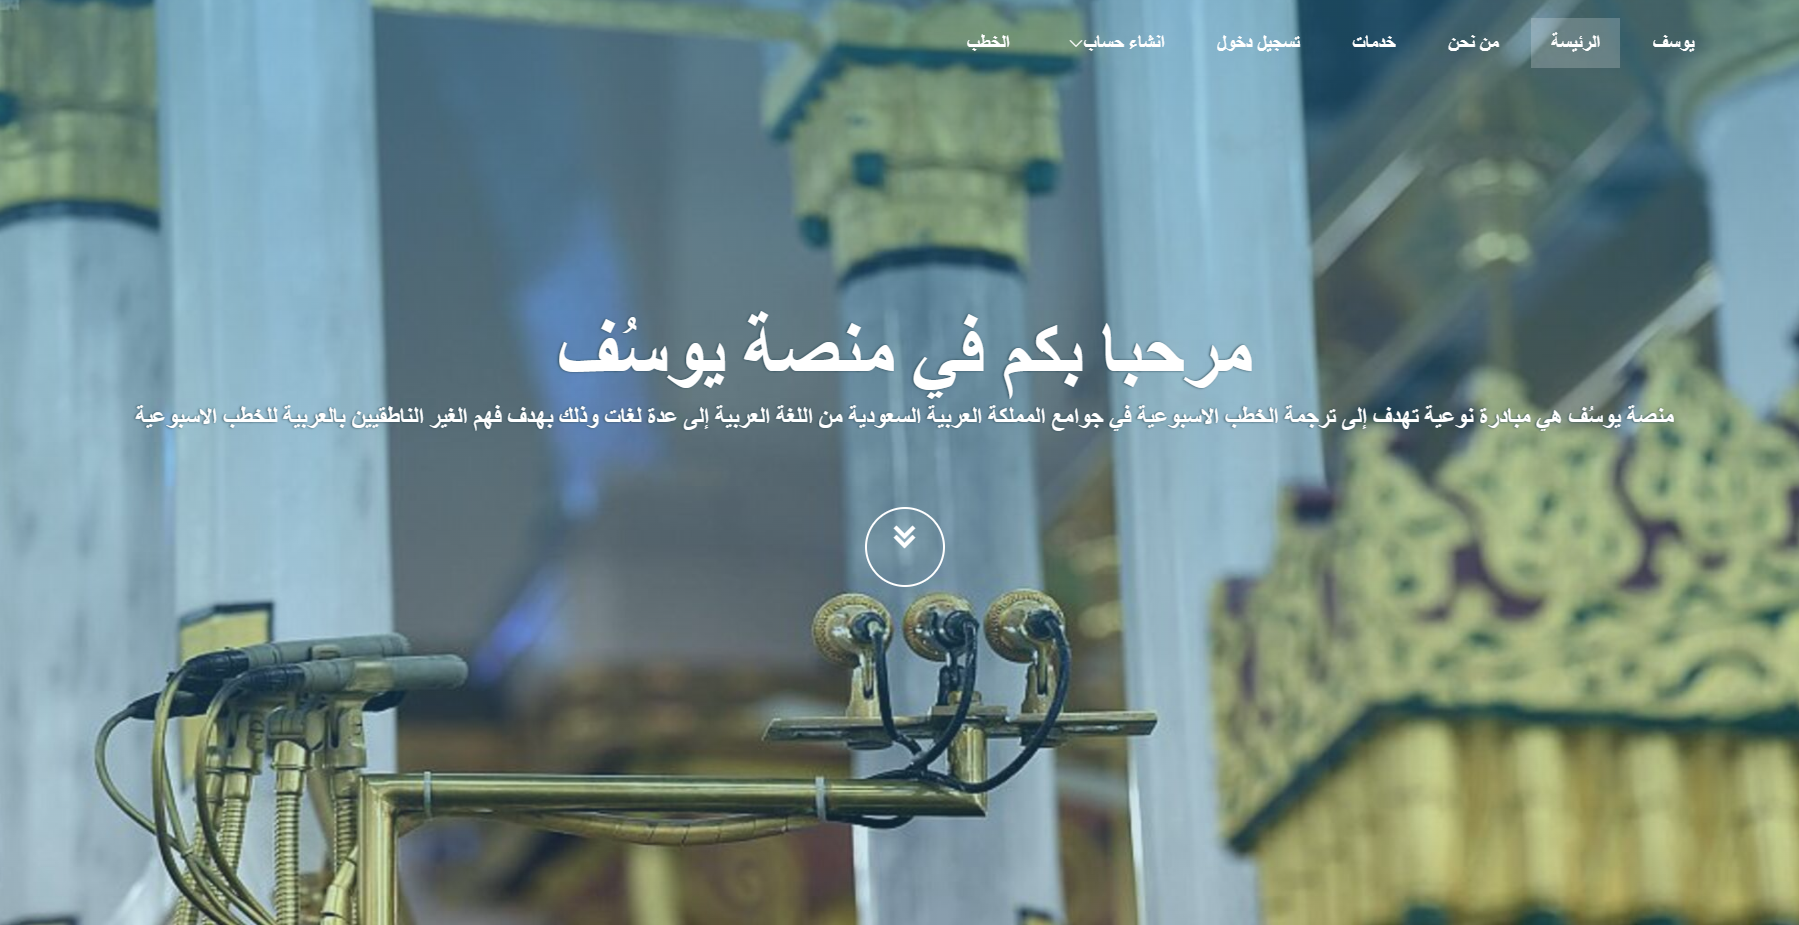 يوسف
الرئيسة
من نحن
خدمات
تسجيل دخول
انشاء حساب
الخطب
مرحبا بكم في منصة يوسُف
منصة يوسُف هي مبادرة نوعية تهدف إلى ترجمة الخطب الاسبوعية في جوامع المملكة العربية السعودية من اللغة العربية إلى عدة لغات وذلك بهدف فهم الغير الناطقيين بالعربية للخطب الاسبوعية